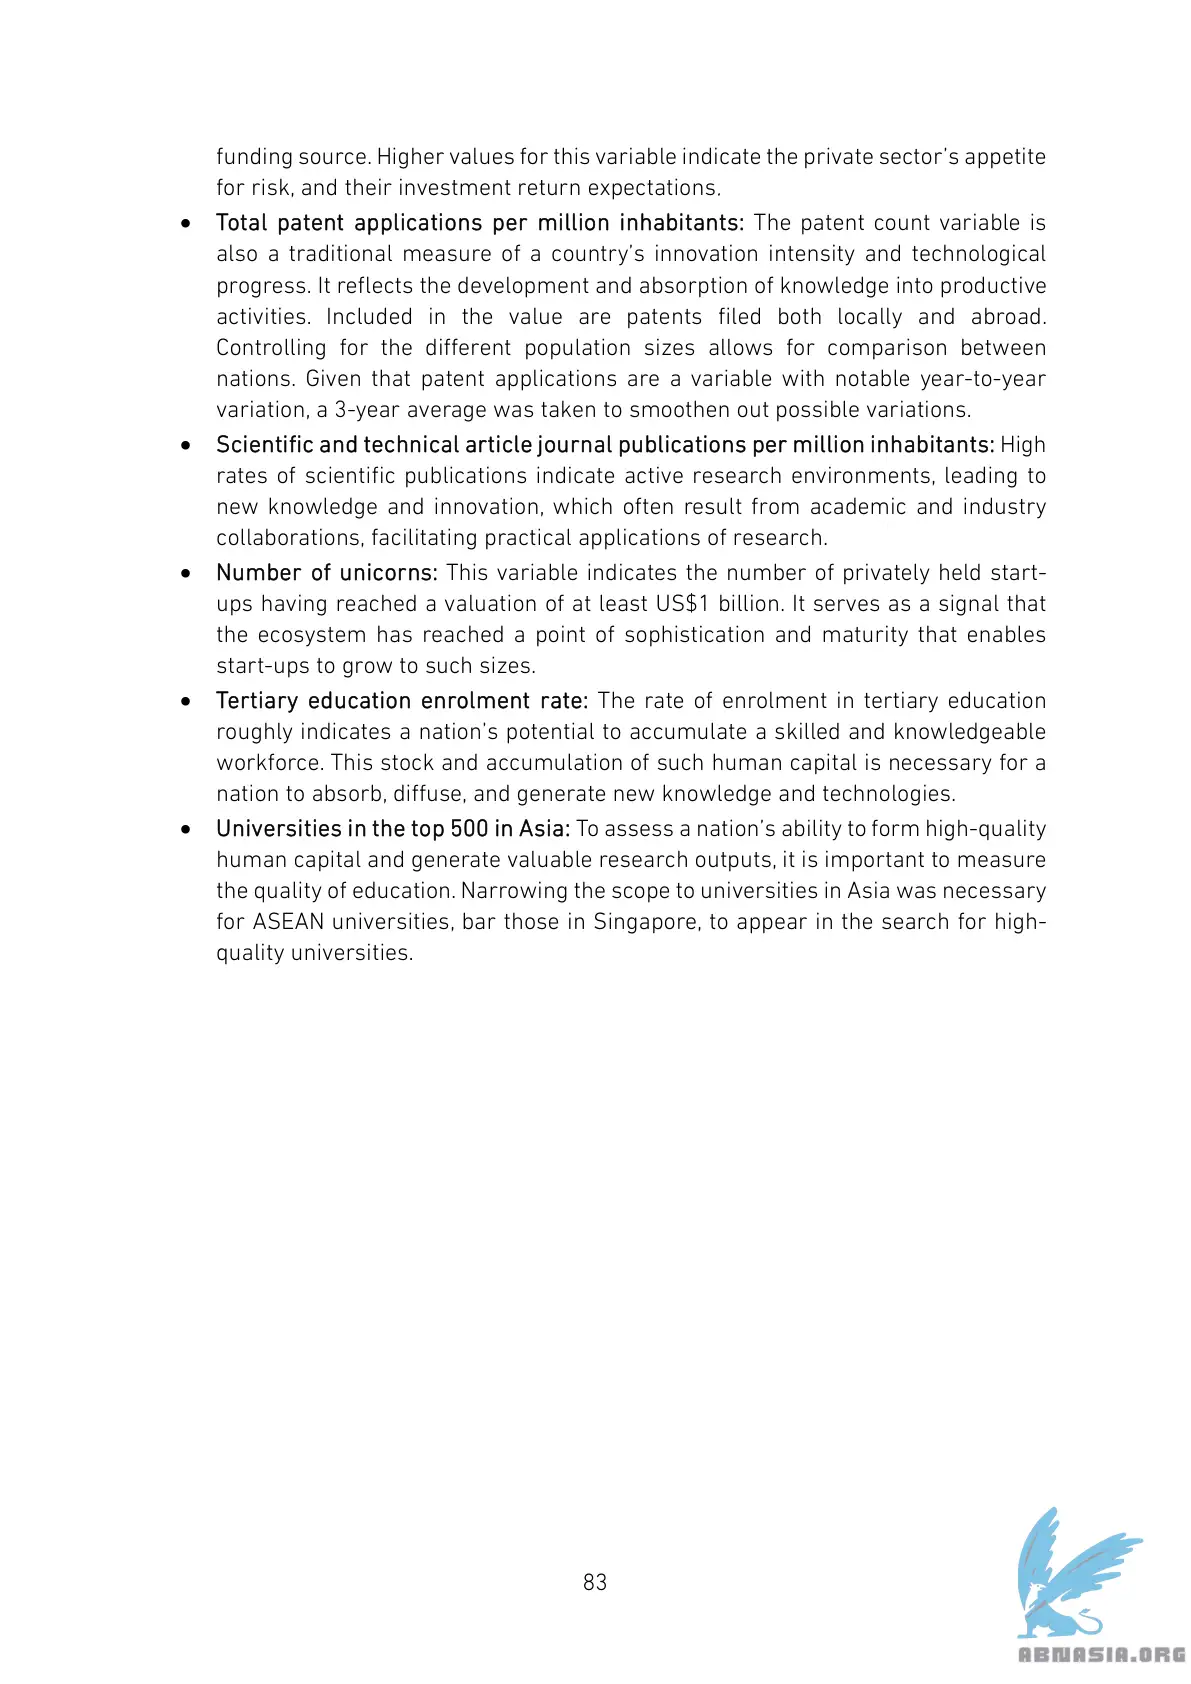 funding source. Higher values for this variable indicate the private sector's appetite
for risk, and their investment return expectations.
• Total patent applications per million inhabitants: The patent count variable is
also a traditional measure of a country's innovation intensity and technological
progress. It reflects the development and absorption of knowledge into productive
activities. Included in the value are patents filed both locally and abroad.
Controlling for the different population sizes allows for comparison between
nations. Given that patent applications are a variable with notable year-to-year
variation, a 3-year average was taken to smoothen out possible variations.
• Scientific and technical article journal publications per million inhabitants: High
rates of scientific publications indicate active research environments, leading to
new knowledge and innovation, which often result from academic and industry
collaborations, facilitating practical applications of research.
• Number of unicorns: This variable indicates the number of privately held start-
ups having reached a valuation of at least US$1 billion. It serves as a signal that
the ecosystem has reached a point of sophistication and maturity that enables
start-ups to grow to such sizes.
• Tertiary education enrolment rate: The rate of enrolment in tertiary education
roughly indicates a nation's potential to accumulate a skilled and knowledgeable
workforce. This stock and accumulation of such human capital is necessary for a
nation to absorb, diffuse, and generate new knowledge and technologies.
• Universities in the top 500 in Asia: To assess a nation's ability to form high-quality
human capital and generate valuable research outputs, it is important to measure
the quality of education. Narrowing the scope to universities in Asia was necessary
for ASEAN universities, bar those in Singapore, to appear in the search for high-
quality universities.
83
ABNASIA.ORG